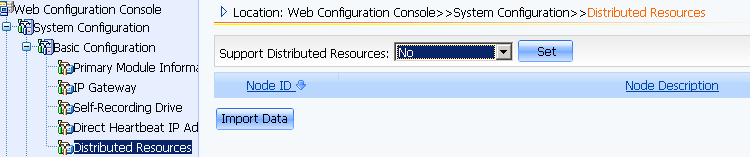 Web Configuration Console
System Configuration
Basic Configuration
Primary Module Informa
IP Gateway
Self-Recording Drive
Direct Heartbeat IP Ad
Distributed Resources
Location: Web Configuration Console>>System Configuration>>Distributed Resources
Support Distributed Resources: No Set
Node ID Node Description
Import Data